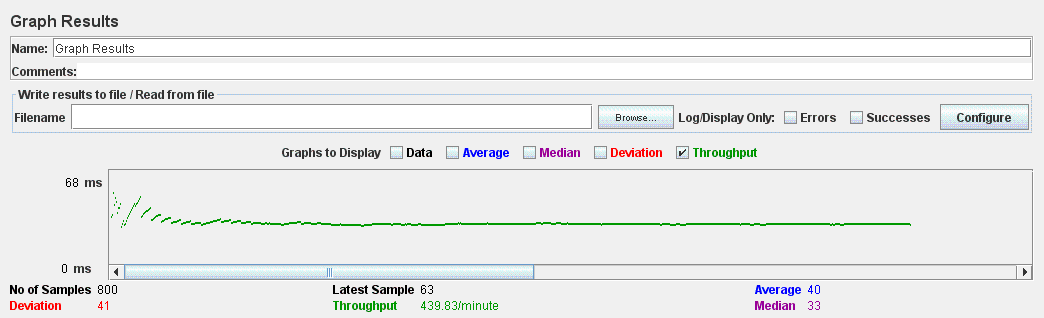 Graph Results
Name: Graph Results
Comments:
Write results to file / Read from file
Filename Browse... Log/Display Only: Errors Successes Configure
Graphs to Display Data Average Median Deviation Throughput
68 ms
0 ms
No of Samples 800 Latest Sample 63 Average 40
Deviation 41 Throughput 439.83/minute Median 33